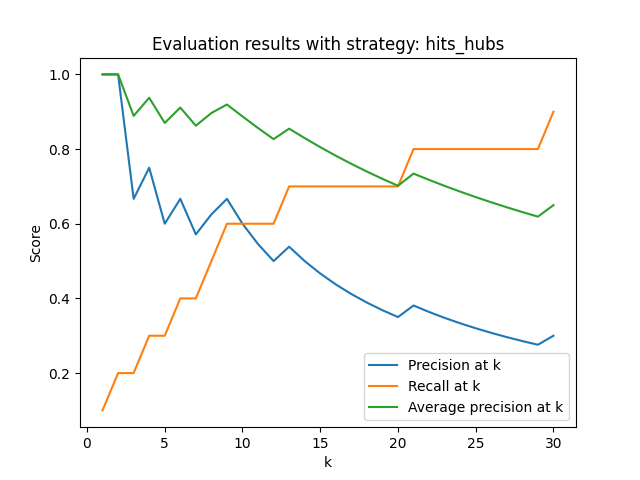 Evaluation results with strategy: hits_hubs
Score
1.0
0.8
0.6
0.4
0.2
0
5
10
15
20
25
30
k
Precision at k
Recall at k
Average precision at k